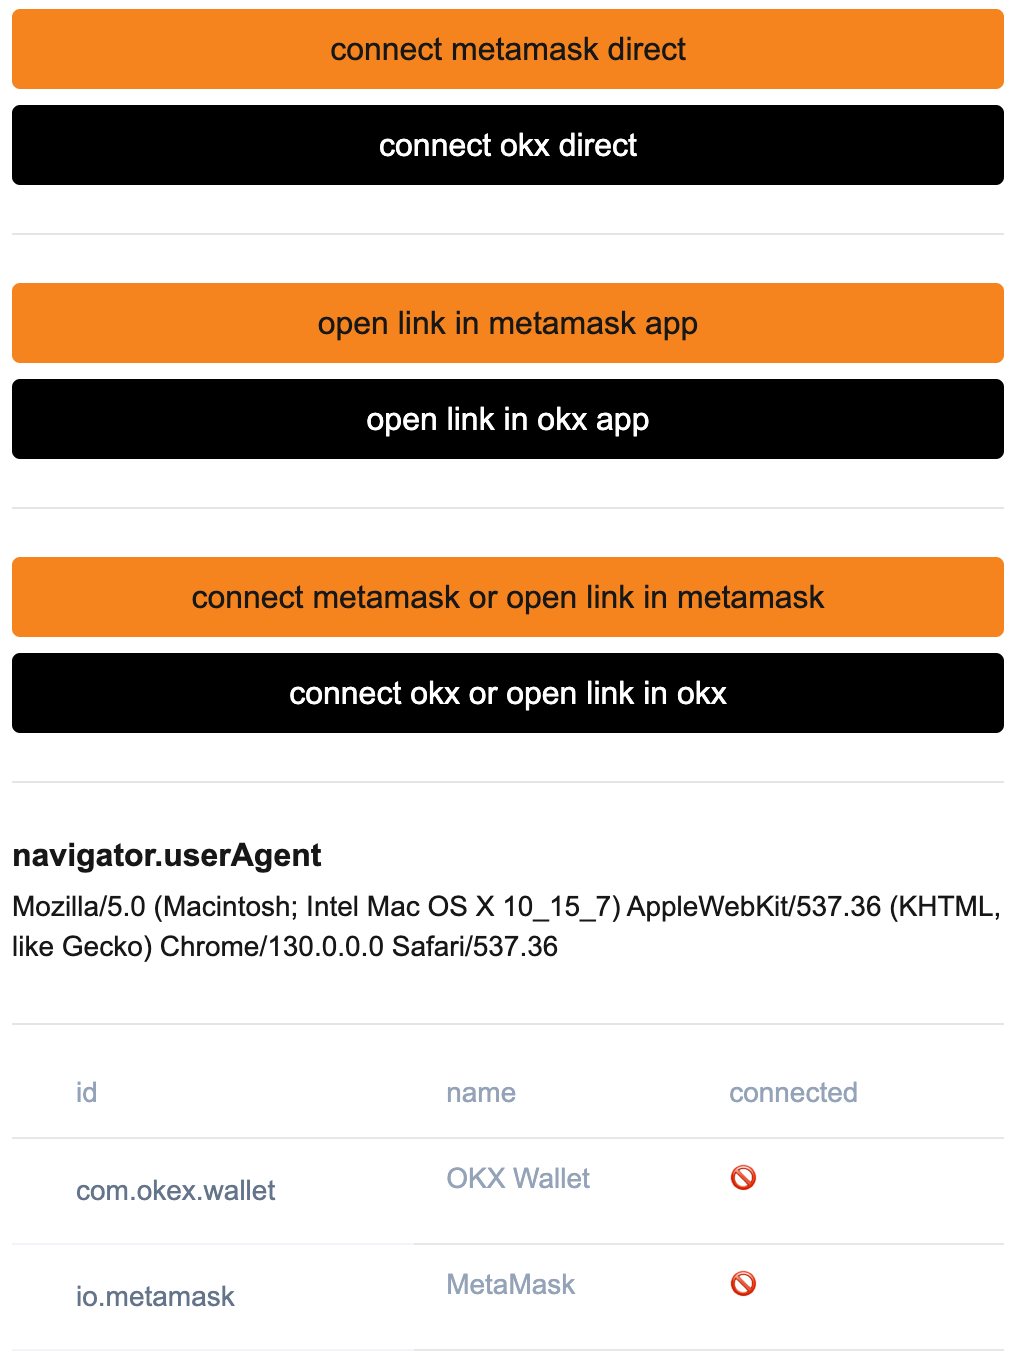 connect metamask direct
connect okx direct
open link in metamask app
open link in okx app
connect metamask or open link in metamask
connect okx or open link in okx
navigator.userAgent
Mozilla/5.0 (Macintosh; Intel Mac OS X 10_15_7) AppleWebKit/537.36 (KHTML,
like Gecko) Chrome/130.0.0.0 Safari/537.36
id name connected
com.okex.wallet OKX Wallet 🚫
io.metamask MetaMask 🚫